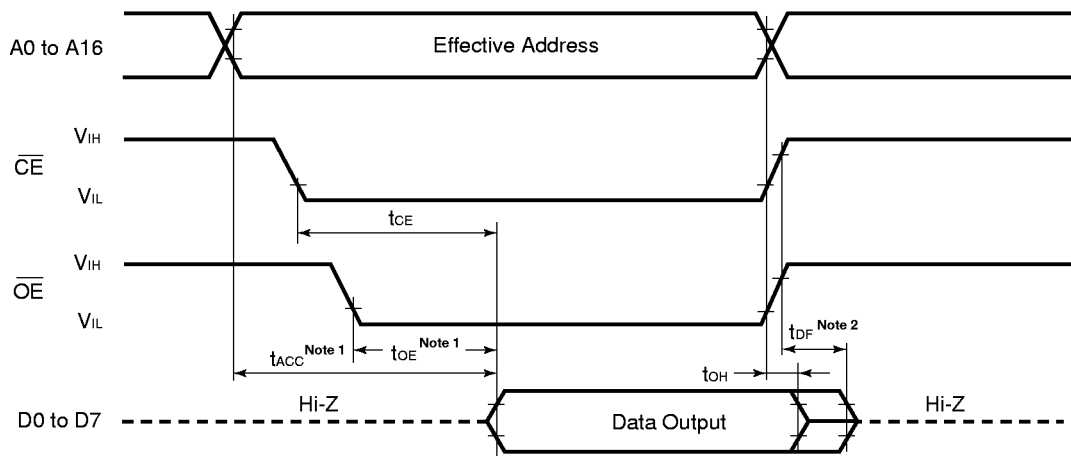 A0 to A16
Effective Address
VIH
CE
VIL
tCE
VIH
OE
VIL
tACC Note 1
tOE Note 1
tDF Note 2
tOH
D0 to D7
Hi-Z
Data Output
Hi-Z